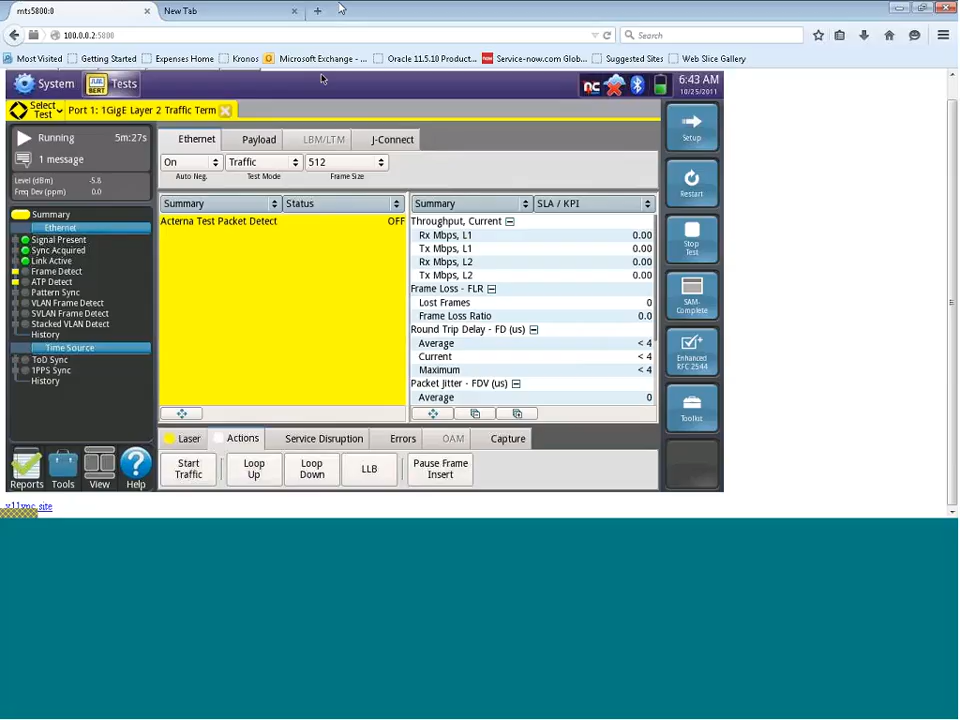 mts5800:0 × New Tab × +
100.0.0.2:5800 Search
Most Visited Getting Started Expenses Home Kronos Microsoft Exchange - ... Oracle 11.5.10 Product... Service-now.com Glob... Suggested Sites Web Slice Gallery
System BERT Tests 6:43 AM
10/25/2011
Select Test Port 1: 1GigE Layer 2 Traffic Term
Running 5m:27s
1 message
Level (dBm) -5.8
Freq Dev (ppm) 0.0
Summary
Ethernet
Signal Present
Sync Acquired
Link Active
Frame Detect
ATP Detect
Pattern Sync
VLAN Frame Detect
SVLAN Frame Detect
Stacked VLAN Detect
History
Time Source
ToD Sync
1PPS Sync
History
Reports Tools View Help
Ethernet Payload LBM/LTM J-Connect
On Traffic 512
Auto Neg. Test Mode Frame Size
Summary Status
Acterna Test Packet Detect OFF
Summary SLA / KPI
Throughput, Current
Rx Mbps, L1 0.00
Tx Mbps, L1 0.00
Rx Mbps, L2 0.00
Tx Mbps, L2 0.00
Frame Loss - FLR
Lost Frames 0
Frame Loss Ratio 0.0
Round Trip Delay - FD (us)
Average < 4
Current < 4
Maximum < 4
Packet Jitter - FDV (us)
Average 0
Laser Actions Service Disruption Errors OAM Capture
Start Traffic
Loop Up
Loop Down
LLB
Pause Frame Insert
Setup
Restart
Stop
Test
SAM-
Complete
Enhanced
RFC 2544
Toolkit
x11vnc site